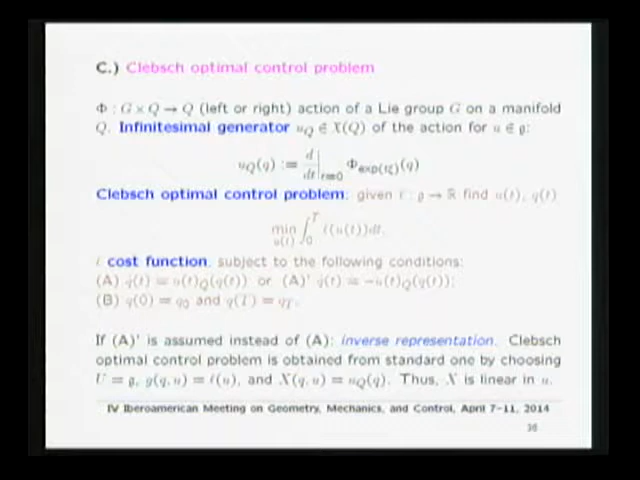 C.) Clebsch optimal control problem
Φ : G × Q → Q (left or right) action of a Lie group G on a manifold
Q. Infinitesimal generator u_Q ∈ 𝔛(Q) of the action for u ∈ 𝔤:
u_Q(q) := d/dt|_{t=0} Φ_{exp(tξ)}(q)
Clebsch optimal control problem: given ℓ : 𝔤 → ℝ find u(t), q(t)
min_{u(t)} ∫_0^T ℓ(u(t))dt,
ℓ cost function, subject to the following conditions:
(A) q̇(t) = u(t)_Q(q(t)) or (A)' q̇(t) = −u(t)_Q(q(t));
(B) q(0) = q_0 and q(T) = q_T.
If (A)' is assumed instead of (A): inverse representation. Clebsch
optimal control problem is obtained from standard one by choosing
U = 𝔤, g(q, u) = ℓ(u), and X(q, u) = u_Q(q). Thus, X is linear in u.
IV Iberoamerican Meeting on Geometry, Mechanics, and Control, April 7–11, 2014